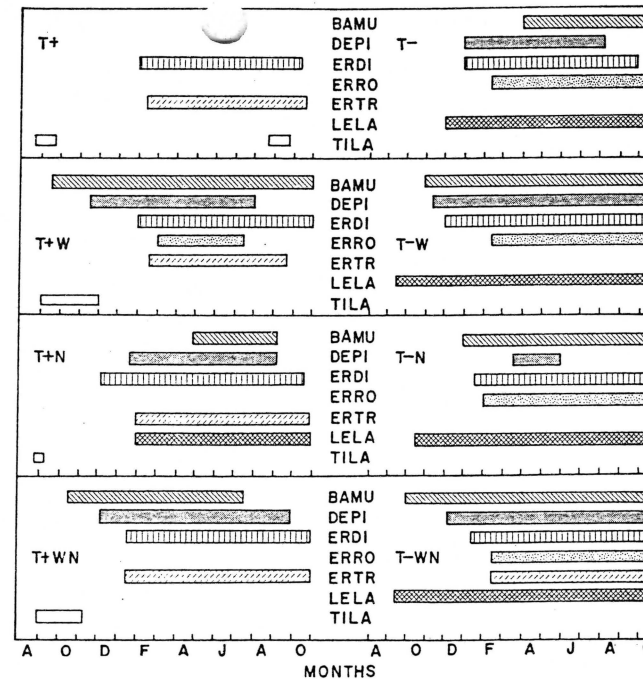 BAMU
T+ DEPI T-
ERDI
ERRO
ERTR
LELA
TILA
BAMU
DEPI
ERDI
T+W ERRO T-W
ERTR
LELA
TILA
BAMU
T+N DEPI T-N
ERDI
ERRO
ERTR
LELA
TILA
BAMU
DEPI
ERDI
T+WN ERRO T-WN
ERTR
LELA
TILA
A O D F A J A O A O D F A J A
MONTHS